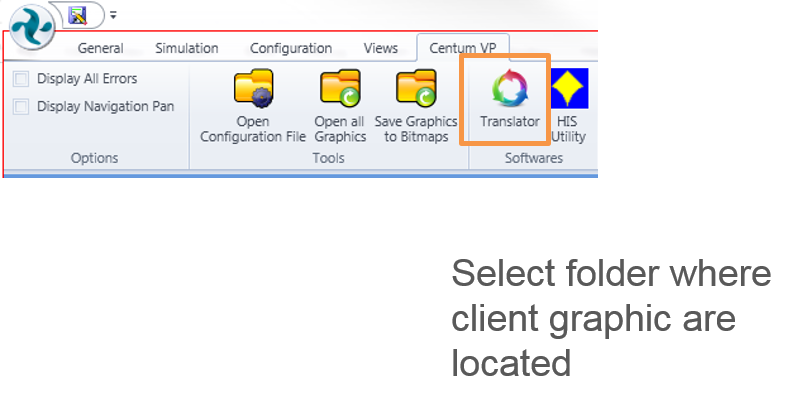 General Simulation Configuration Views Centum VP
Display All Errors
Display Navigation Pan
Options
Open
Configuration File
Open all
Graphics
Save Graphics
to Bitmaps
Tools
Translator
HIS
Utility
Softwares
Select folder where
client graphic are
located